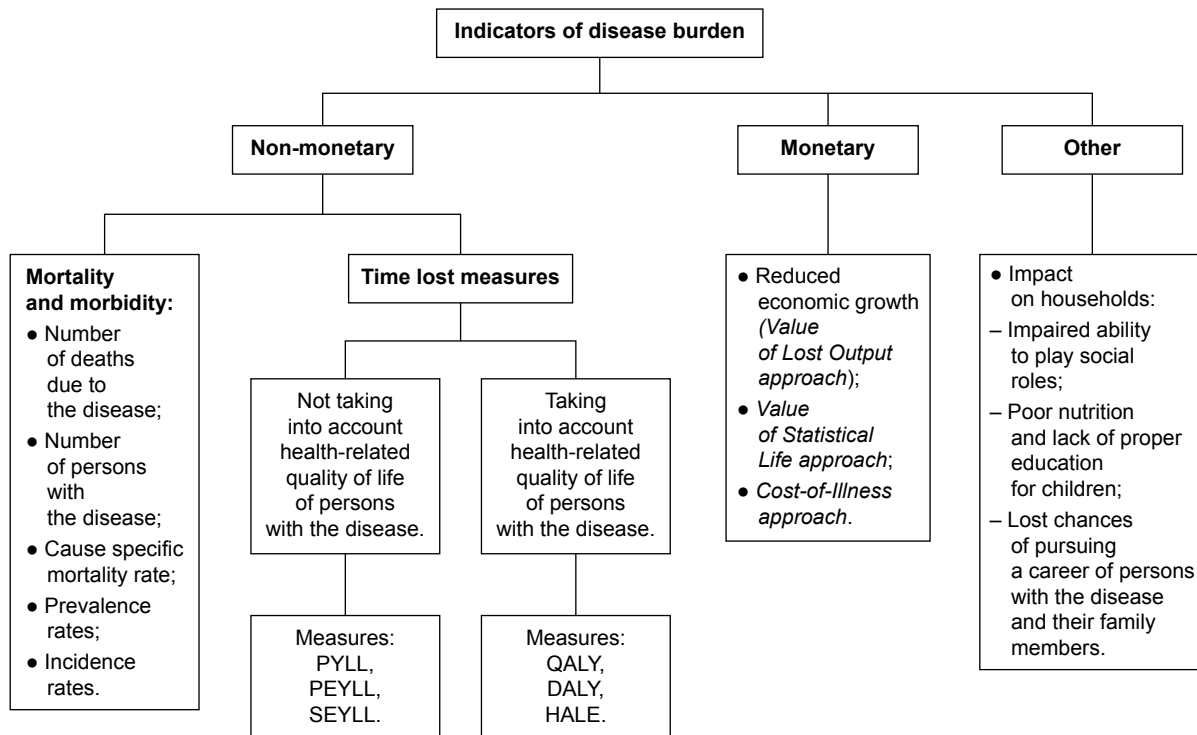 Indicators of disease burden
Non-monetary
Monetary
Other
Mortality
and morbidity:
● Number
of deaths
due to
the disease;
● Number
of persons
with
the disease;
● Cause specific
mortality rate;
● Prevalence
rates;
● Incidence
rates.
Time lost measures
Not taking
into account
health-related
quality of life
of persons
with the disease.
Measures:
PYLL,
PEYLL,
SEYLL.
Taking
into account
health-related
quality of life
of persons
with the disease.
Measures:
QALY,
DALY,
HALE.
● Reduced
economic growth
(Value
of Lost Output
approach);
● Value
of Statistical
Life approach;
● Cost-of-Illness
approach.
● Impact
on households:
– Impaired ability
to play social
roles;
– Poor nutrition
and lack of proper
education
for children;
– Lost chances
of pursuing
a career of persons
with the disease
and their family
members.